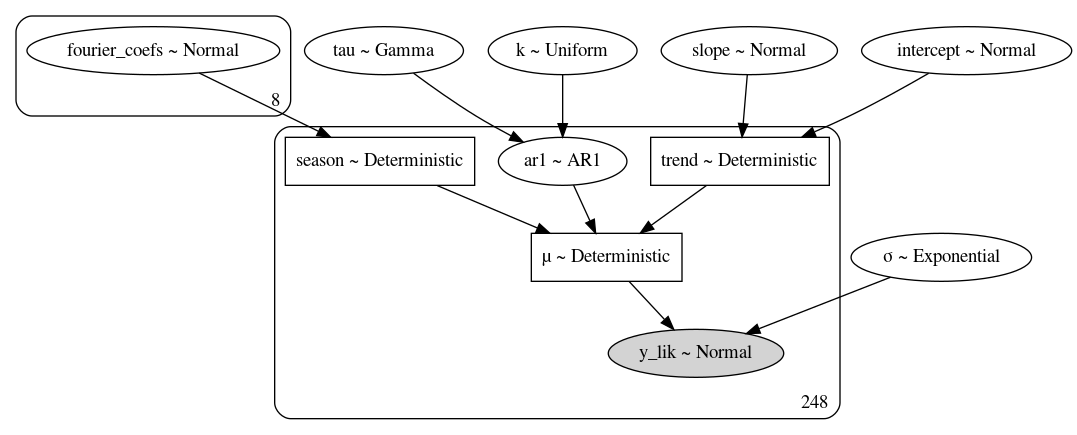 fourier_coefs ~ Normal
tau ~ Gamma
k ~ Uniform
slope ~ Normal
intercept ~ Normal
8
season ~ Deterministic
ar1 ~ AR1
trend ~ Deterministic
μ ~ Deterministic
σ ~ Exponential
y_lik ~ Normal
248